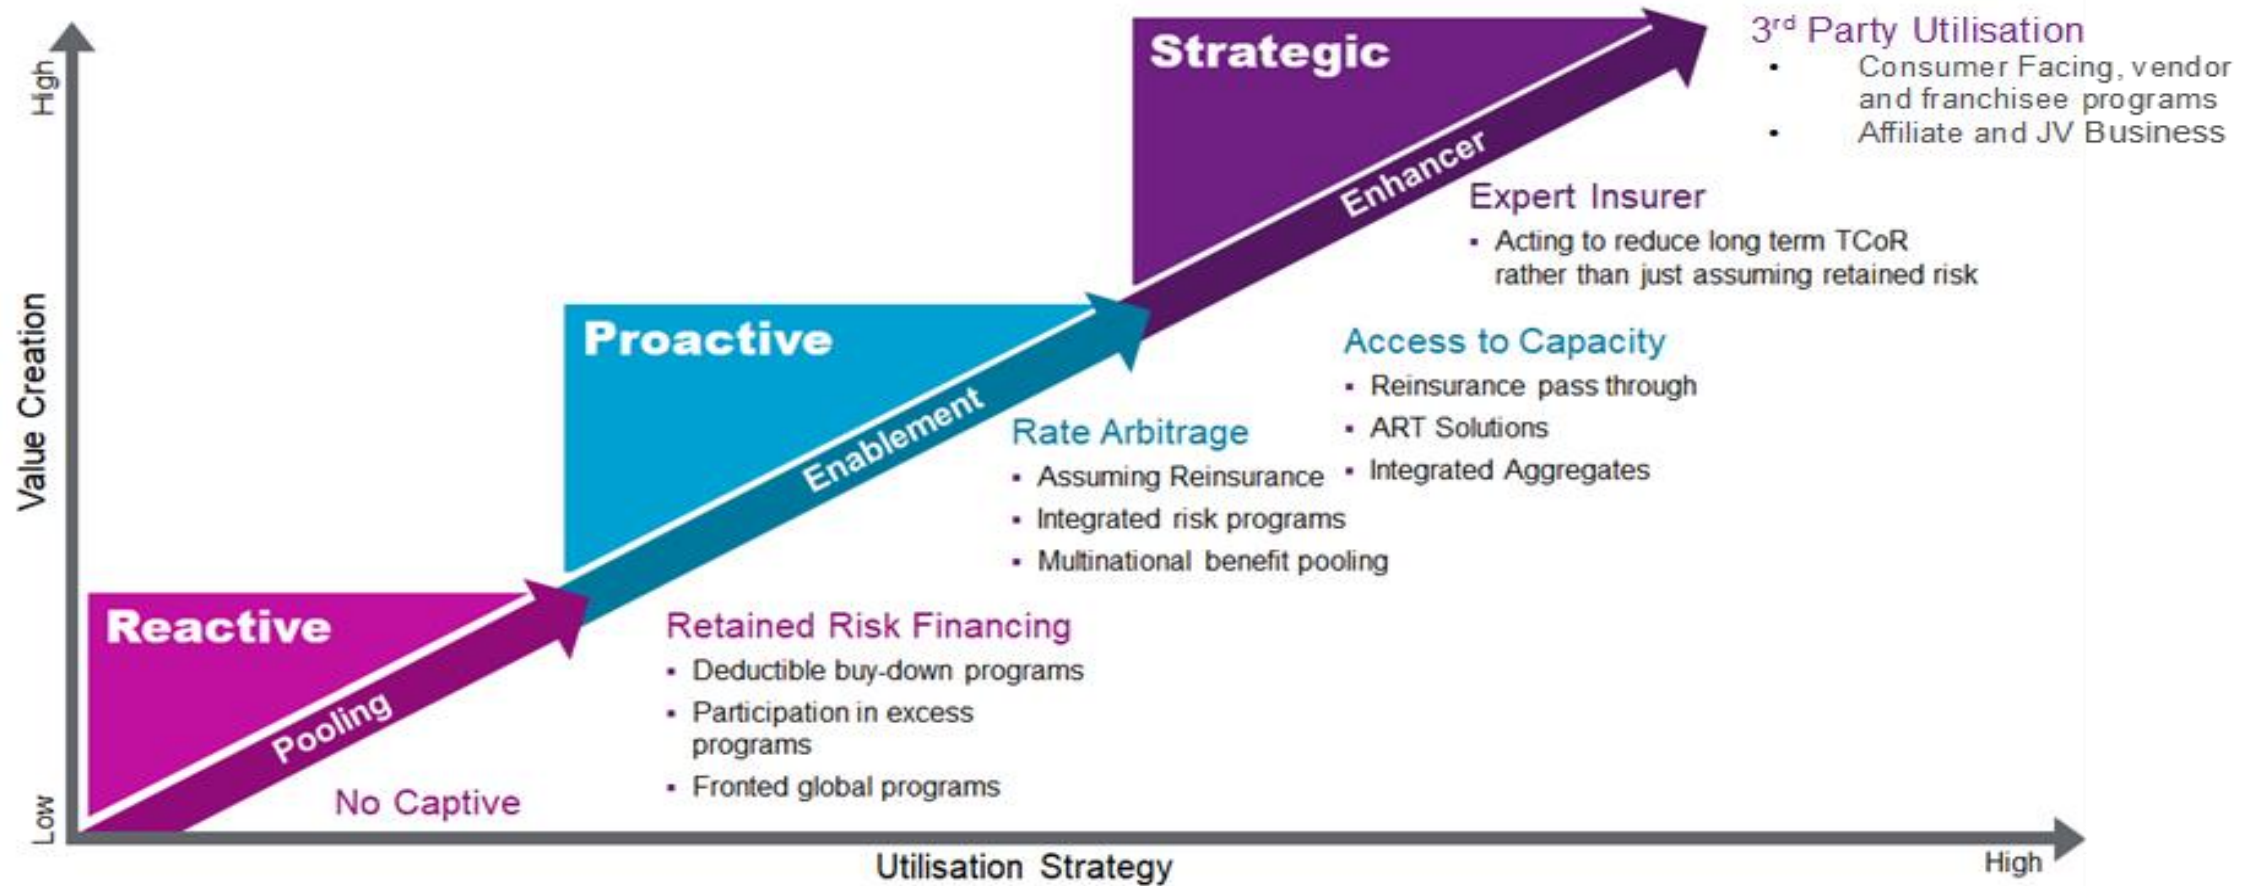 High
Value Creation
Low
Strategic
Enhancer
3rd Party Utilisation
• Consumer Facing, vendor
and franchisee programs
• Affiliate and JV Business
Expert Insurer
▪ Acting to reduce long term TCoR
rather than just assuming retained risk
Proactive
Enablement
Access to Capacity
▪ Reinsurance pass through
▪ ART Solutions
▪ Integrated Aggregates
Rate Arbitrage
▪ Assuming Reinsurance
▪ Integrated risk programs
▪ Multinational benefit pooling
Reactive
Pooling
Retained Risk Financing
▪ Deductible buy-down programs
▪ Participation in excess
programs
▪ Fronted global programs
No Captive
Utilisation Strategy
High